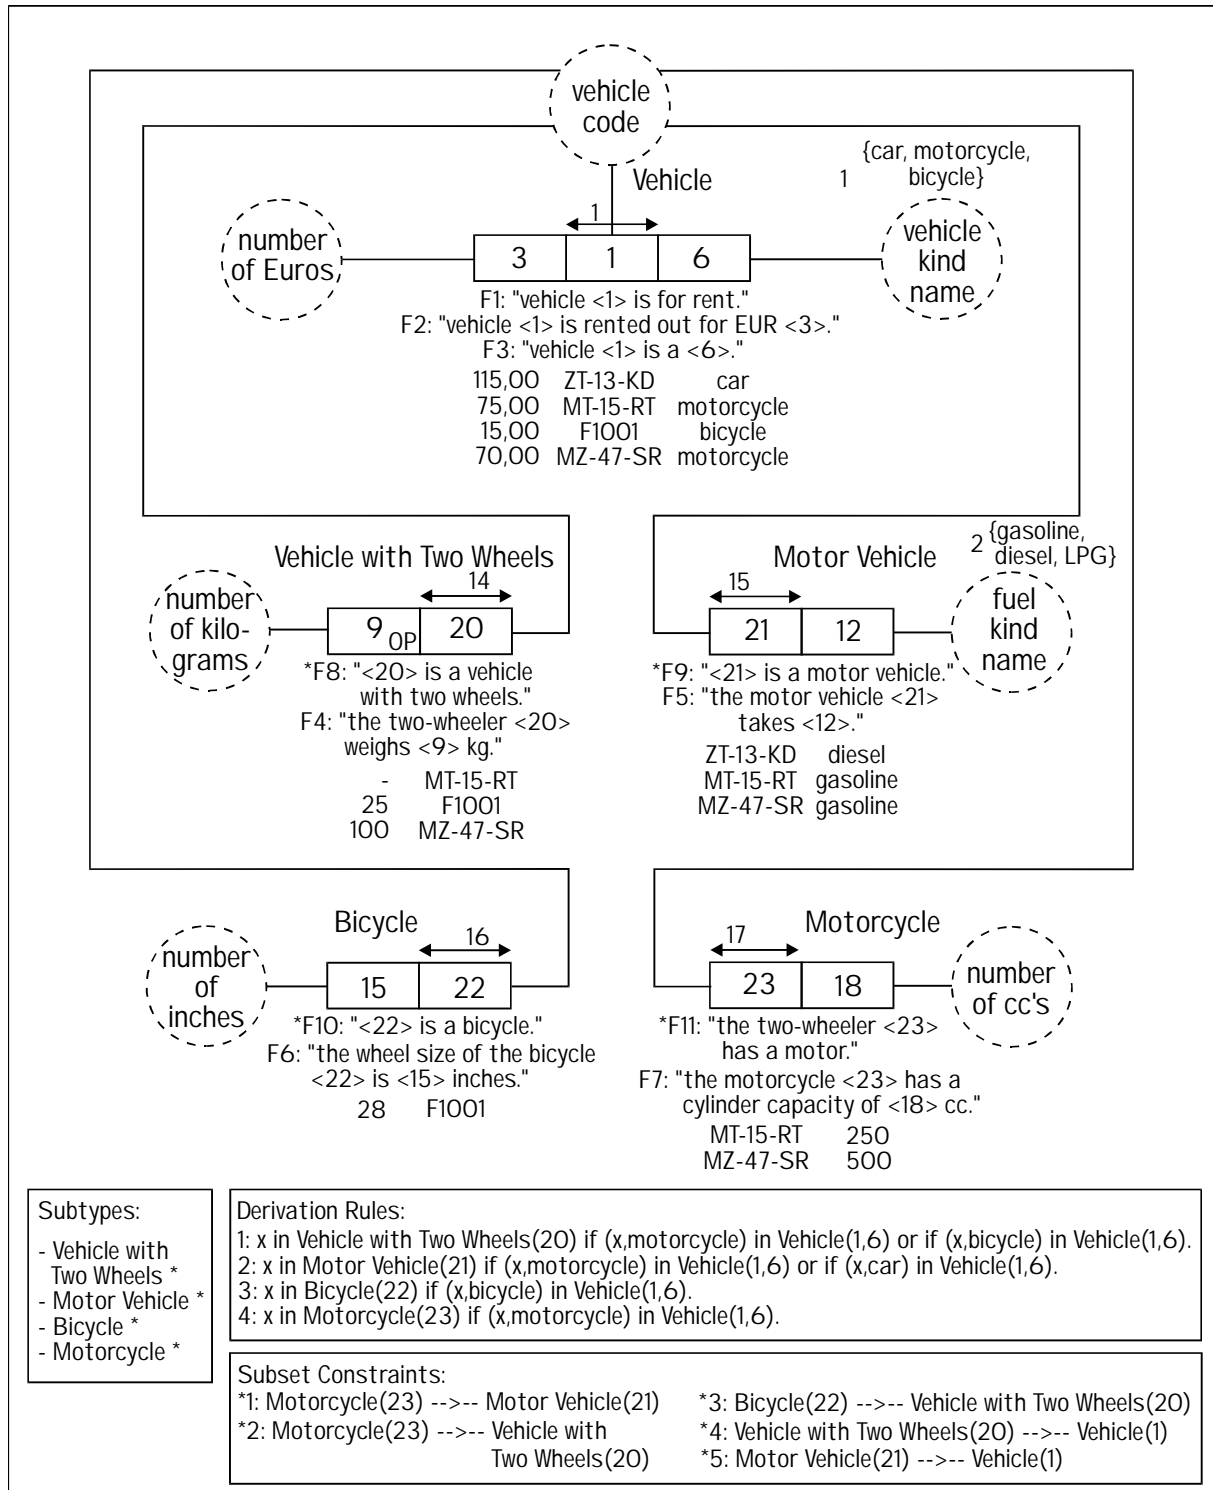 vehicle
code
Vehicle
{car, motorcycle,
1 bicycle}
number
of Euros
1
3 1 6
vehicle
kind
name
F1: "vehicle <1> is for rent."
F2: "vehicle <1> is rented out for EUR <3>."
F3: "vehicle <1> is a <6>."
115,00 ZT-13-KD car
75,00 MT-15-RT motorcycle
15,00 F1001 bicycle
70,00 MZ-47-SR motorcycle
Vehicle with Two Wheels
14
number
of kilo-
grams
9 OP 20
*F8: "<20> is a vehicle
with two wheels."
F4: "the two-wheeler <20>
weighs <9> kg."
- MT-15-RT
25 F1001
100 MZ-47-SR
Motor Vehicle
2 {gasoline,
diesel, LPG}
15
21 12
fuel
kind
name
*F9: "<21> is a motor vehicle."
F5: "the motor vehicle <21>
takes <12>."
ZT-13-KD diesel
MT-15-RT gasoline
MZ-47-SR gasoline
Bicycle
16
number
of
inches
15 22
*F10: "<22> is a bicycle."
F6: "the wheel size of the bicycle
<22> is <15> inches."
28 F1001
Motorcycle
17
23 18
number
of cc's
*F11: "the two-wheeler <23>
has a motor."
F7: "the motorcycle <23> has a
cylinder capacity of <18> cc."
MT-15-RT 250
MZ-47-SR 500
Subtypes:
- Vehicle with
Two Wheels *
- Motor Vehicle *
- Bicycle *
- Motorcycle *
Derivation Rules:
1: x in Vehicle with Two Wheels(20) if (x,motorcycle) in Vehicle(1,6) or if (x,bicycle) in Vehicle(1,6).
2: x in Motor Vehicle(21) if (x,motorcycle) in Vehicle(1,6) or if (x,car) in Vehicle(1,6).
3: x in Bicycle(22) if (x,bicycle) in Vehicle(1,6).
4: x in Motorcycle(23) if (x,motorcycle) in Vehicle(1,6).
Subset Constraints:
*1: Motorcycle(23) -->-- Motor Vehicle(21)
*2: Motorcycle(23) -->-- Vehicle with
Two Wheels(20)
*3: Bicycle(22) -->-- Vehicle with Two Wheels(20)
*4: Vehicle with Two Wheels(20) -->-- Vehicle(1)
*5: Motor Vehicle(21) -->-- Vehicle(1)